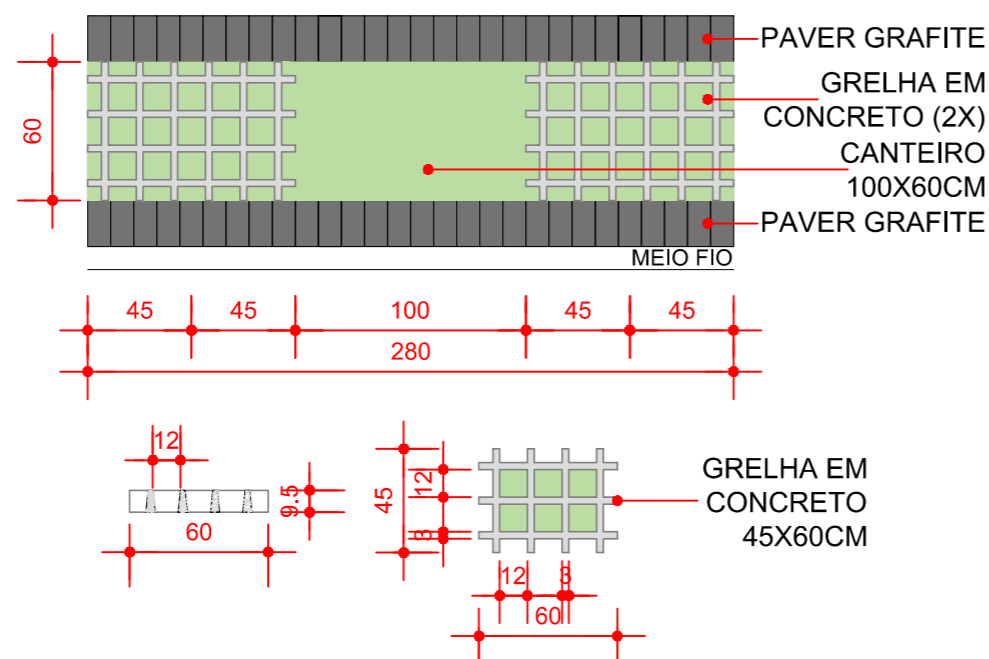 PAVER GRAFITE
GRELHA EM
CONCRETO (2X)
CANTEIRO
100X60CM
PAVER GRAFITE
MEIO FIO
60
45
45
100
45
45
280
12
9.5
60
45
12
3
12
3
60
GRELHA EM
CONCRETO
45X60CM